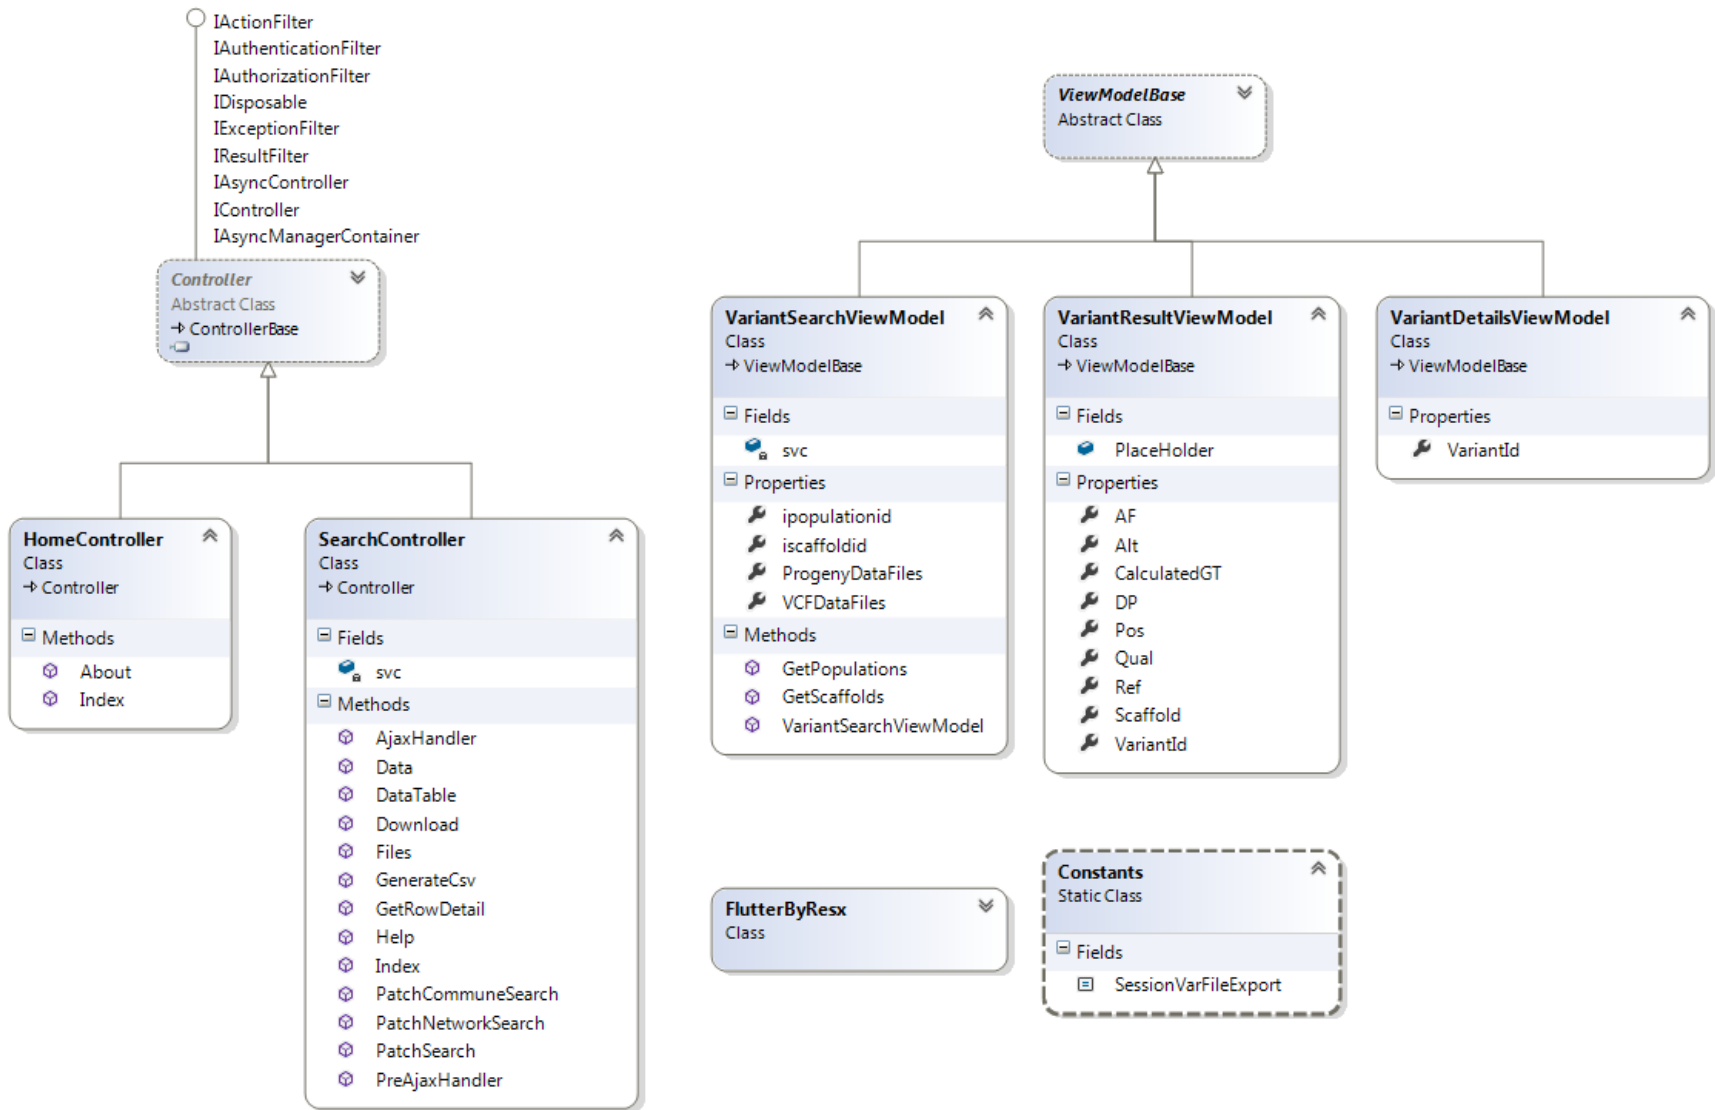 IActionFilter
IAuthenticationFilter
IAuthorizationFilter
IDisposable
IExceptionFilter
IResultFilter
IAsyncController
IController
IAsyncManagerContainer
Controller
Abstract Class
ControllerBase
HomeController
Class
Controller
Methods
About
Index
SearchController
Class
Controller
Fields
svc
Methods
AjaxHandler
Data
DataTable
Download
Files
GenerateCsv
GetRowDetail
Help
Index
PatchCommuneSearch
PatchNetworkSearch
PatchSearch
PreAjaxHandler
ViewModelBase
Abstract Class
VariantSearchViewModel
Class
ViewModelBase
Fields
svc
Properties
ipopulationid
iscaffoldid
ProgenyDataFiles
VCFDataFiles
Methods
GetPopulations
GetScaffolds
VariantSearchViewModel
VariantResultViewModel
Class
ViewModelBase
Fields
PlaceHolder
Properties
AF
Alt
CalculatedGT
DP
Pos
Qual
Ref
Scaffold
VariantId
VariantDetailsViewModel
Class
ViewModelBase
Properties
VariantId
FlutterByResx
Class
Constants
Static Class
Fields
SessionVarFileExport